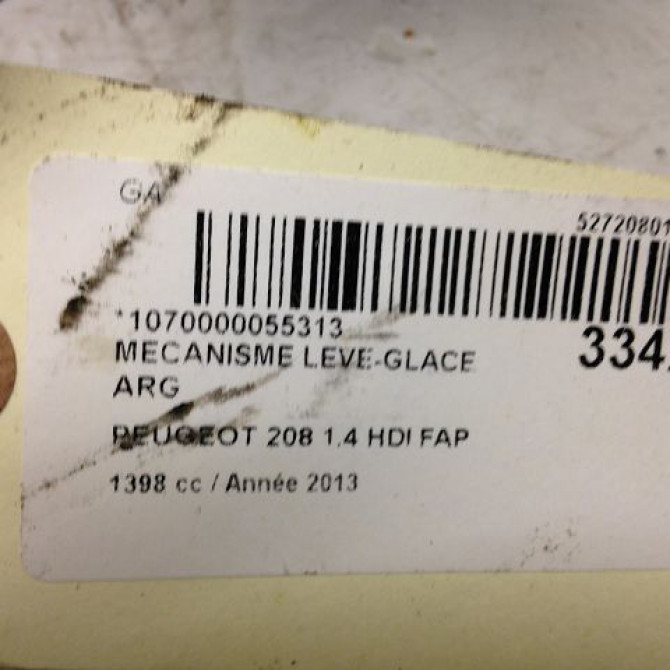 GA
52720801
*1070000055313
334
MECANISME LEVE-GLACE
ARG
PEUGEOT 208 1.4 HDI FAP
1398 cc / Année 2013